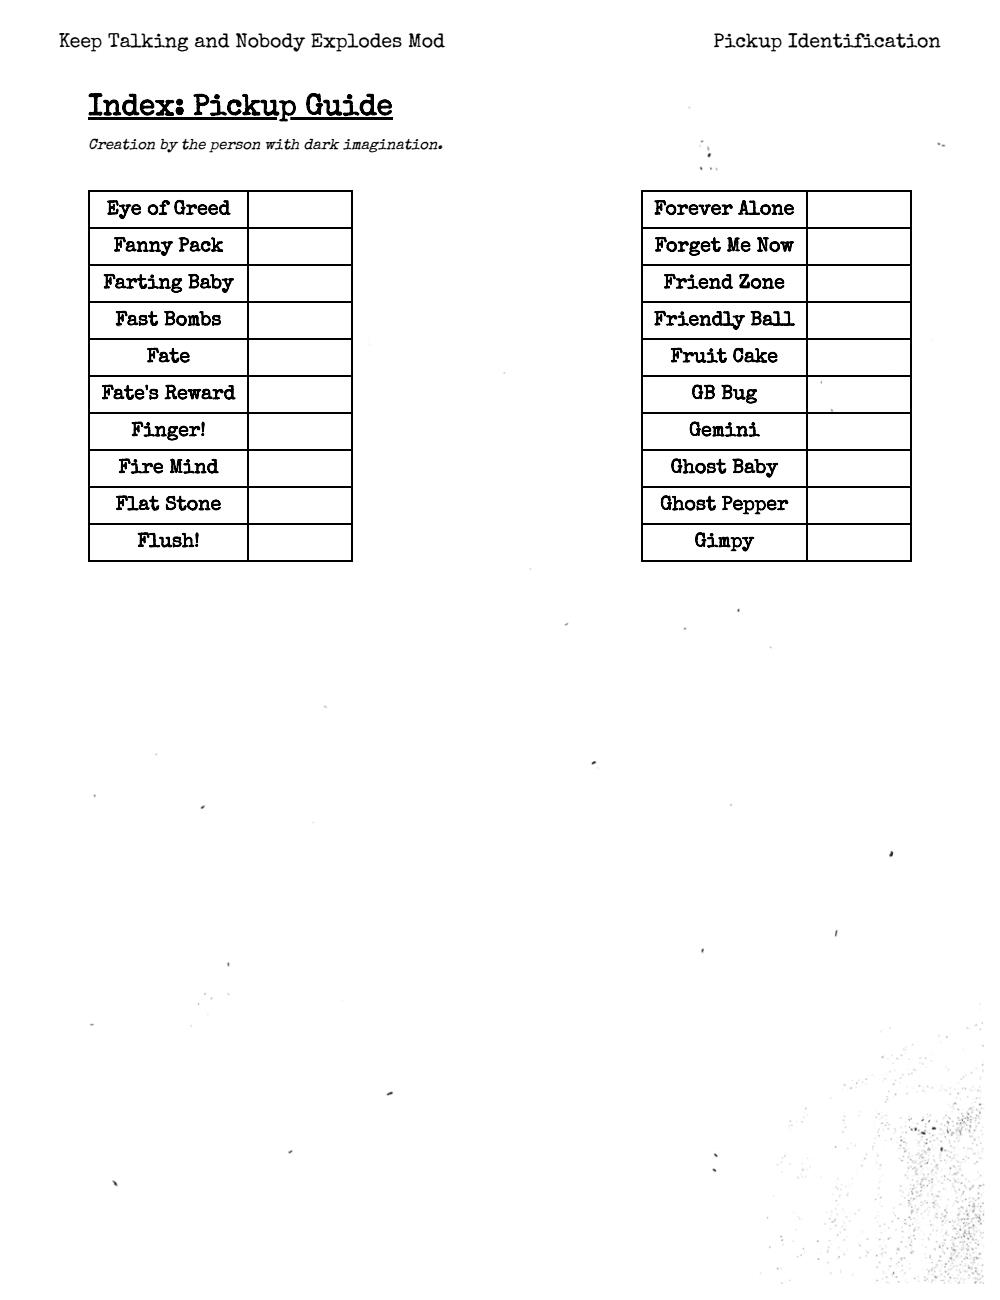 Keep Talking and Nobody Explodes Mod
Pickup Identification
Index: Pickup Guide
Creation by the person with dark imagination.
Eye of Greed
Fanny Pack
Farting Baby
Fast Bombs
Fate
Fate's Reward
Finger!
Fire Mind
Flat Stone
Flush!
Forever Alone
Forget Me Now
Friend Zone
Friendly Ball
Fruit Cake
GB Bug
Gemini
Ghost Baby
Ghost Pepper
Gimpy